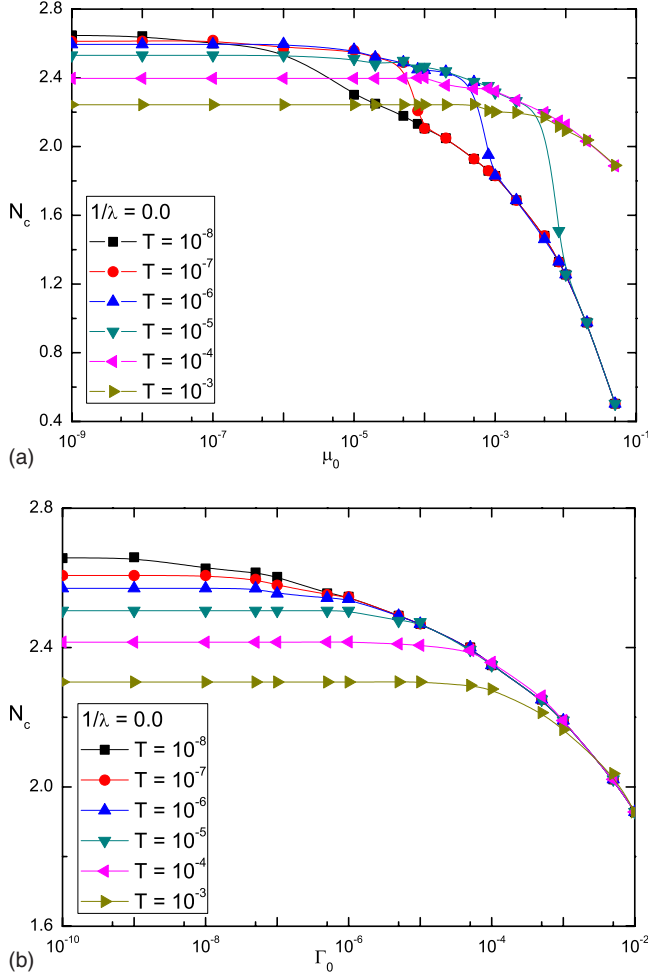 2.8
2.4
2.0
N_c
1.6
1.2
0.8
0.4
1/λ = 0.0
T = 10^-8
T = 10^-7
T = 10^-6
T = 10^-5
T = 10^-4
T = 10^-3
10^-9 10^-7 10^-5 10^-3 10^-1
(a) μ_0
2.8
2.4
N_c
2.0
1.6
1/λ = 0.0
T = 10^-8
T = 10^-7
T = 10^-6
T = 10^-5
T = 10^-4
T = 10^-3
10^-10 10^-8 10^-6 10^-4 10^-2
(b) Γ_0